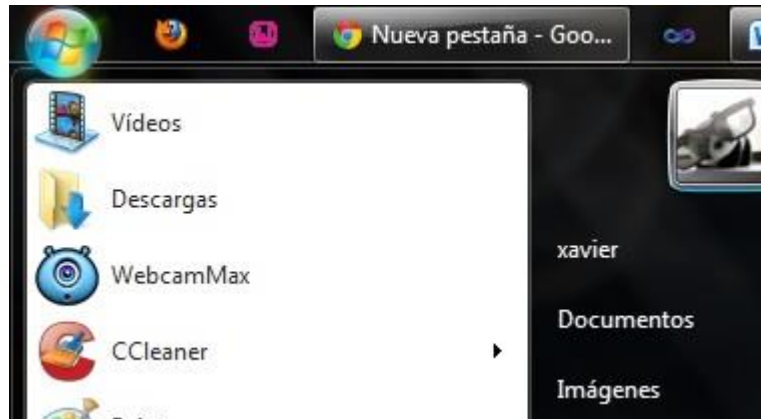 Nueva pestaña - Goo...
Vídeos
Descargas
WebcamMax
CCleaner
xavier
Documentos
Imágenes